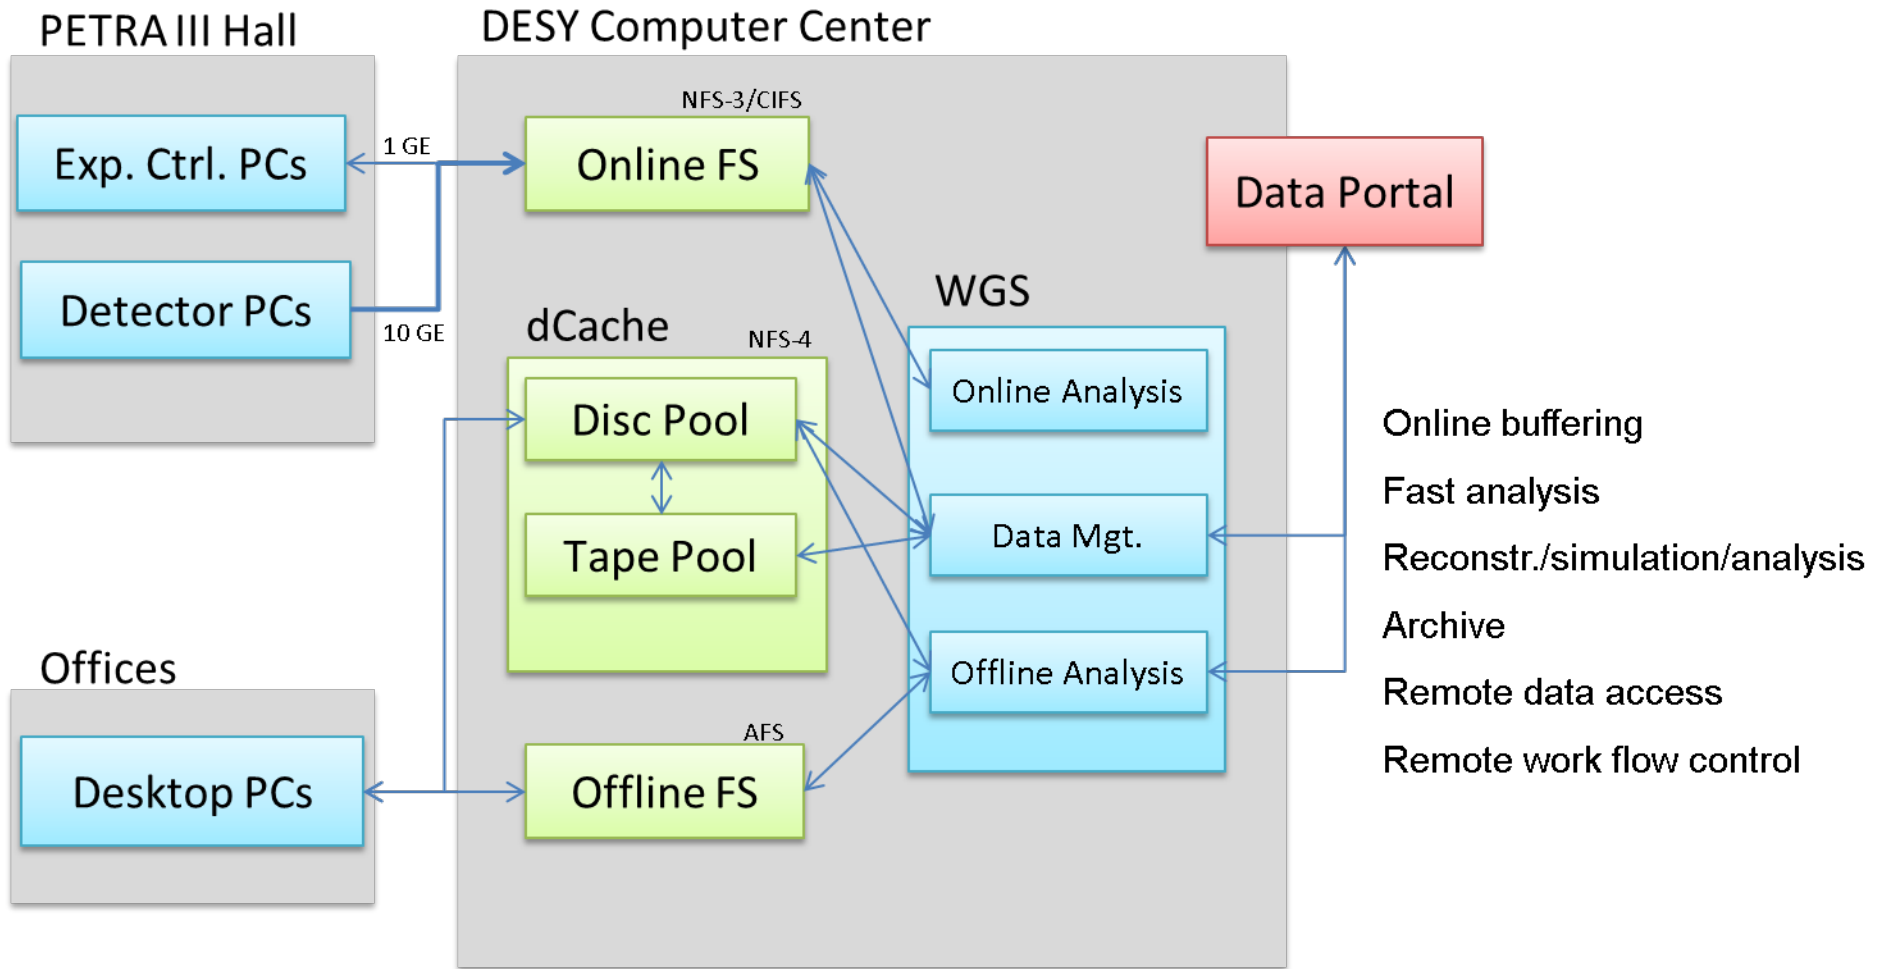 PETRA III Hall
DESY Computer Center
NFS-3/CIFS
Exp. Ctrl. PCs
1 GE
Online FS
Data Portal
Detector PCs
10 GE
dCache
NFS-4
WGS
Disc Pool
Online Analysis
Tape Pool
Data Mgt.
Offline Analysis
Online buffering
Fast analysis
Reconstr./simulation/analysis
Archive
Remote data access
Remote work flow control
Offices
Desktop PCs
AFS
Offline FS